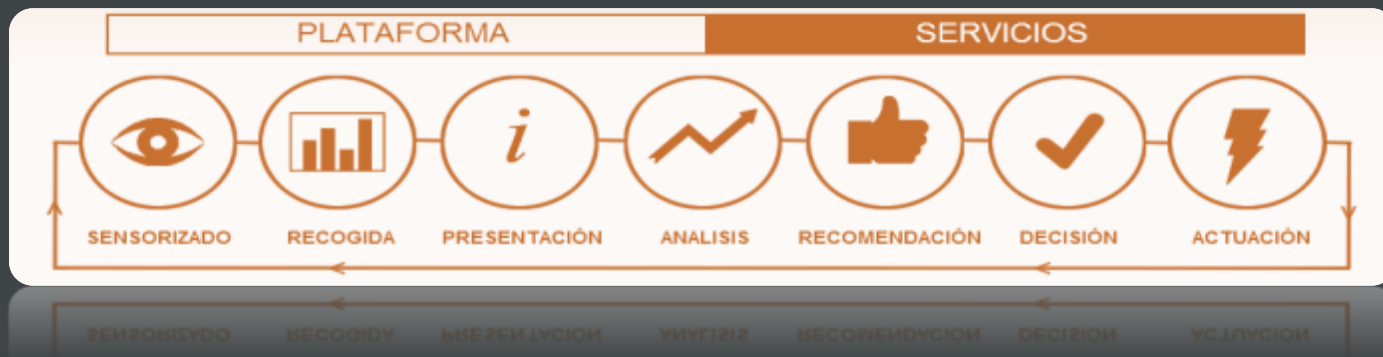 PLATAFORMA SERVICIOS
i
SENSORIZADO RECOGIDA PRESENTACIÓN ANALISIS RECOMENDACIÓN DECISIÓN ACTUACIÓN